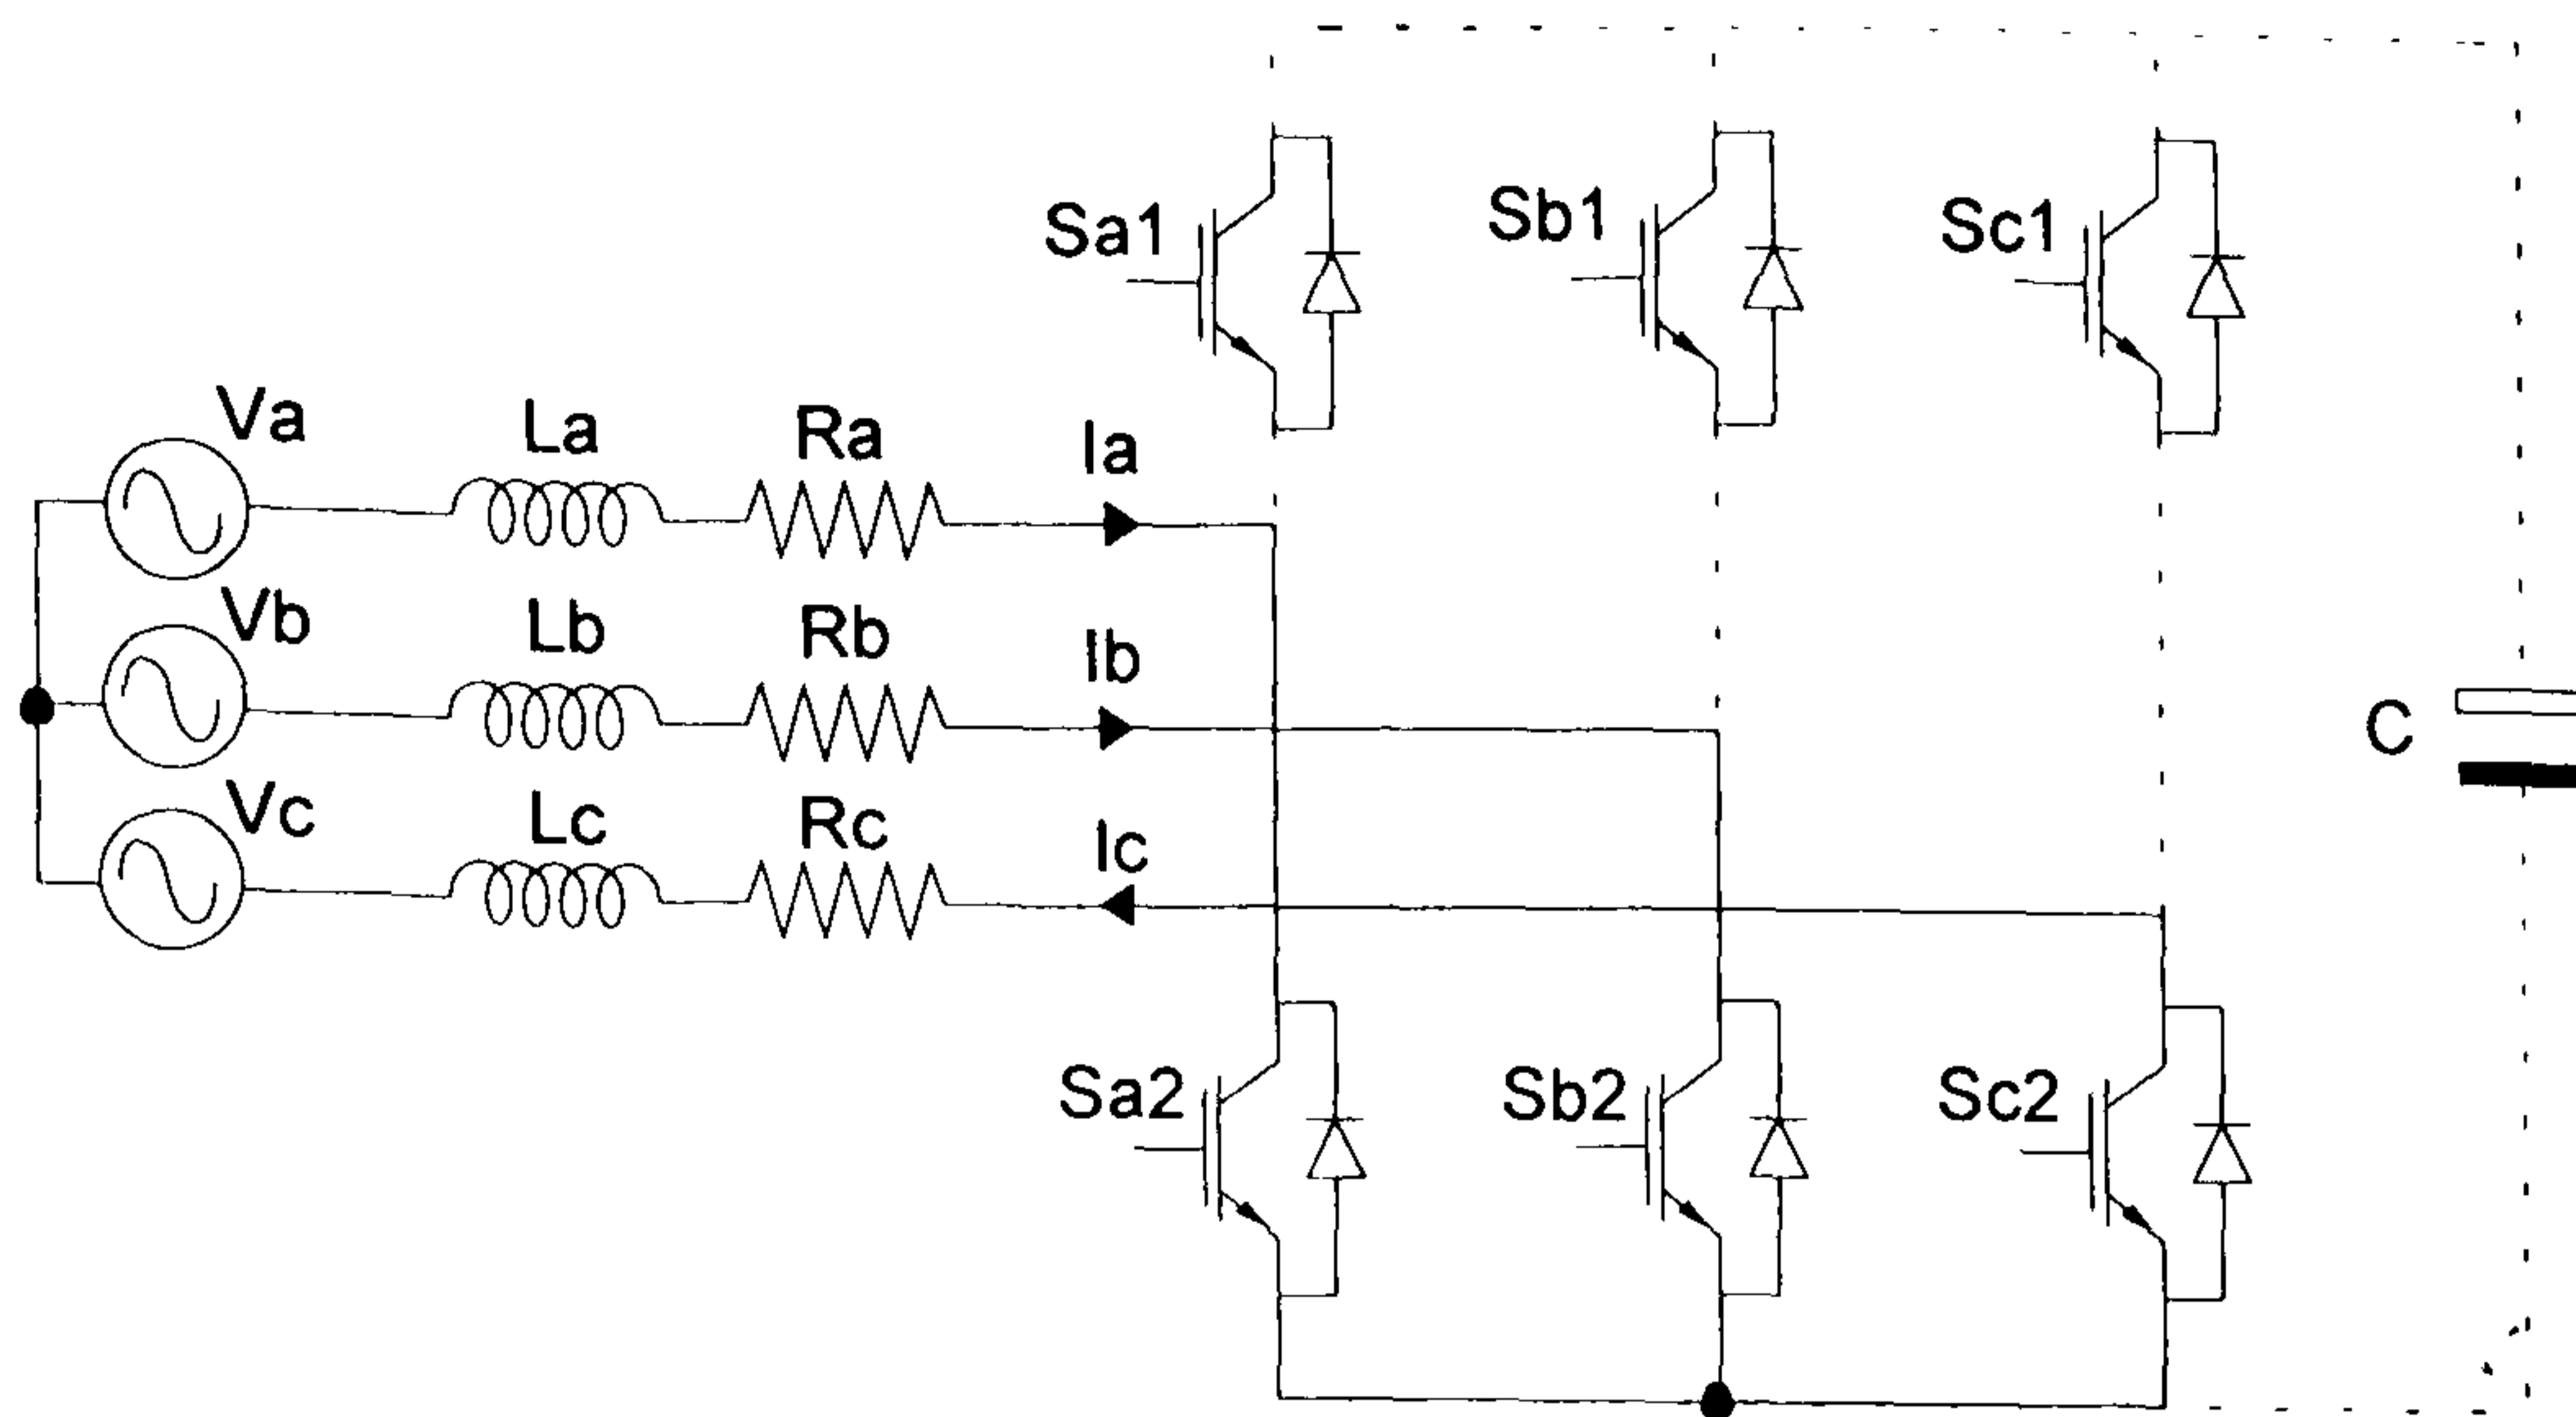 Sa1 Sb1 Sc1
Va La Ra Ia
Vb Lb Rb Ib
C
Vc Lc Rc Ic
Sa2 Sb2 Sc2